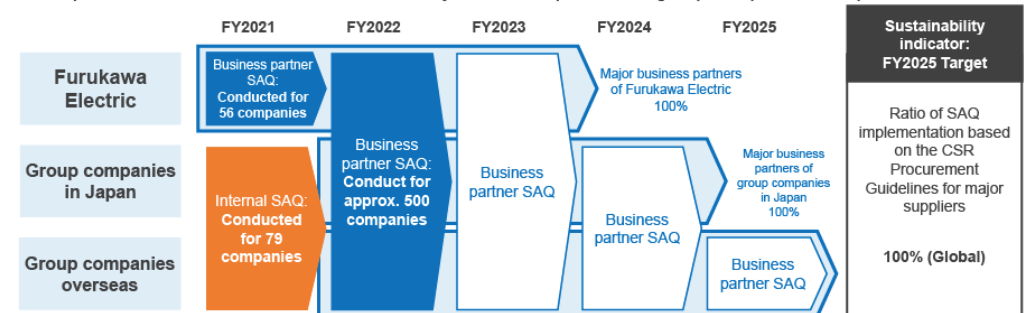 FY2021
FY2022
FY2023
FY2024
FY2025
Sustainability
indicator:
FY2025 Target
Furukawa
Electric
Business partner
SAQ:
Conducted for
56 companies
Major business partners
of Furukawa Electric
100%
Business
partner SAQ:
Conduct for
approx. 500
companies
Business
partner SAQ
Ratio of SAQ
implementation based
on the CSR
Procurement
Guidelines for major
suppliers
100% (Global)
Group companies
in Japan
Internal SAQ:
Conducted
for 79
companies
Major business
partners of
group companies
in Japan
100%
Business
partner SAQ
Group companies
overseas
Business
partner SAQ